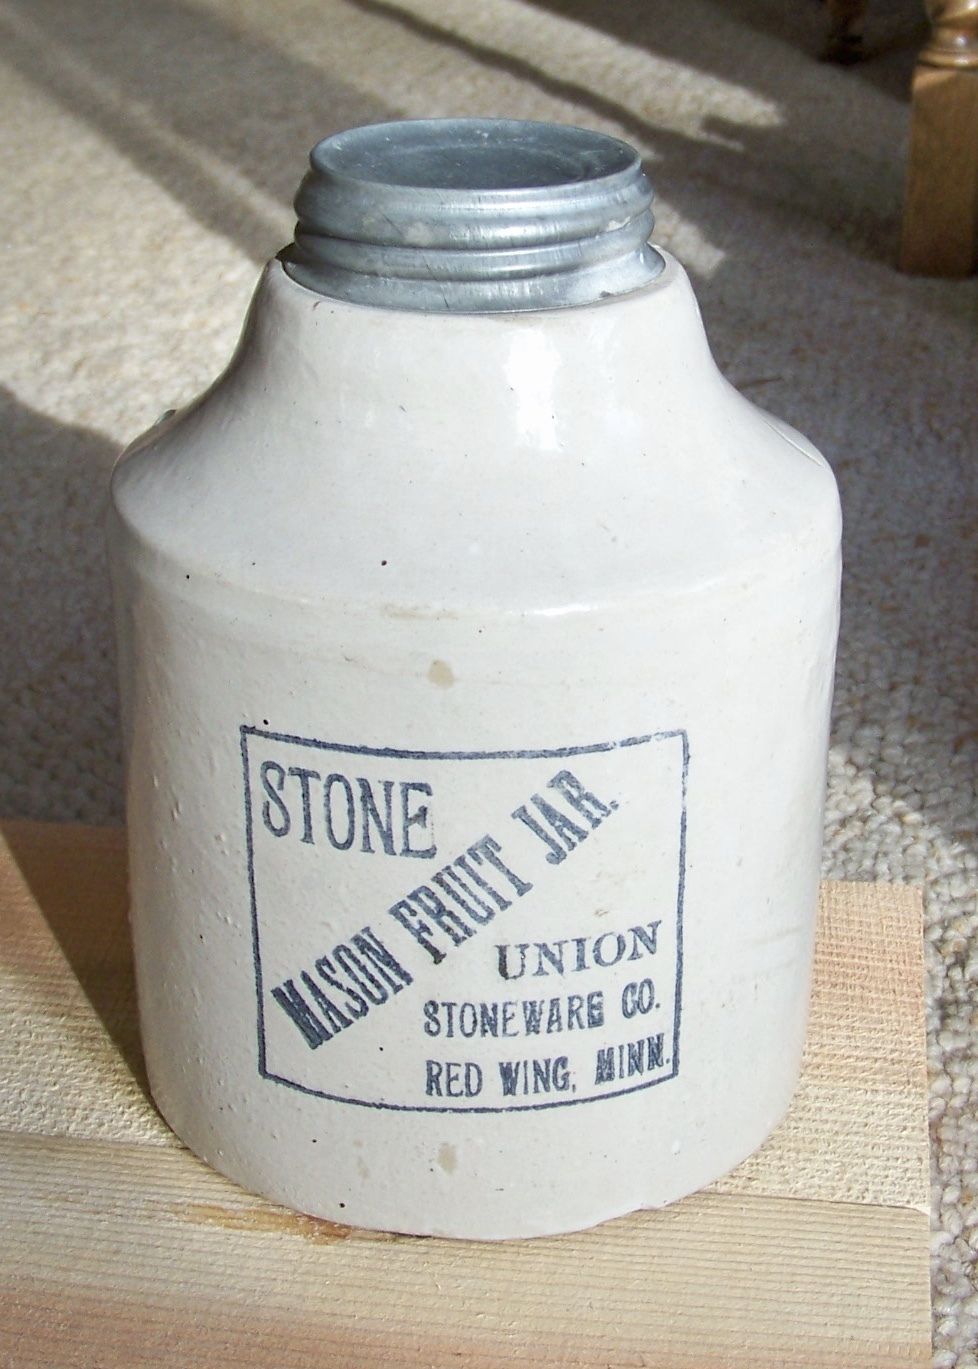 STONE
MASON FRUIT JAR.
UNION
STONEWARE CO.
RED WING, MINN.